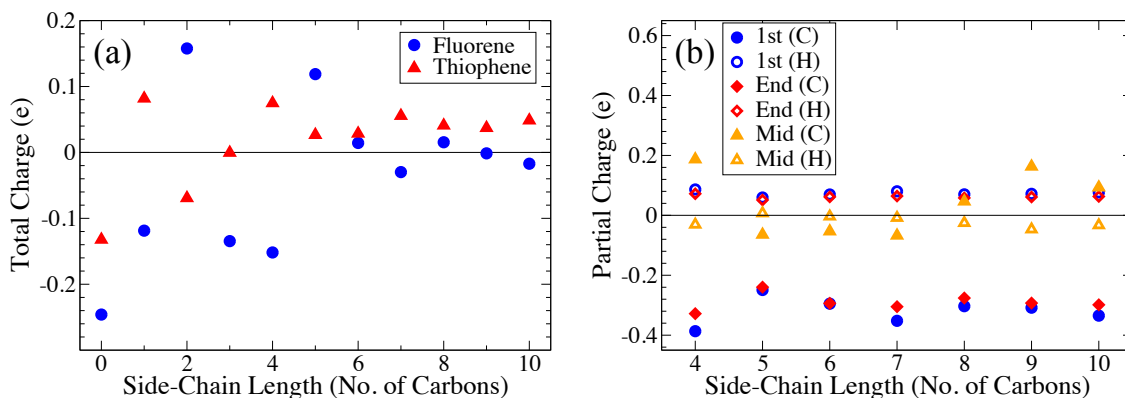 (a)
Fluorene
Thiophene
0.2
0.1
0
-0.1
-0.2
0 2 4 6 8 10
Total Charge (e)
Side-Chain Length (No. of Carbons)
(b)
1st (C)
1st (H)
End (C)
End (H)
Mid (C)
Mid (H)
0.6
0.4
0.2
0
-0.2
-0.4
4 5 6 7 8 9 10
Partial Charge (e)
Side-Chain Length (No. of Carbons)